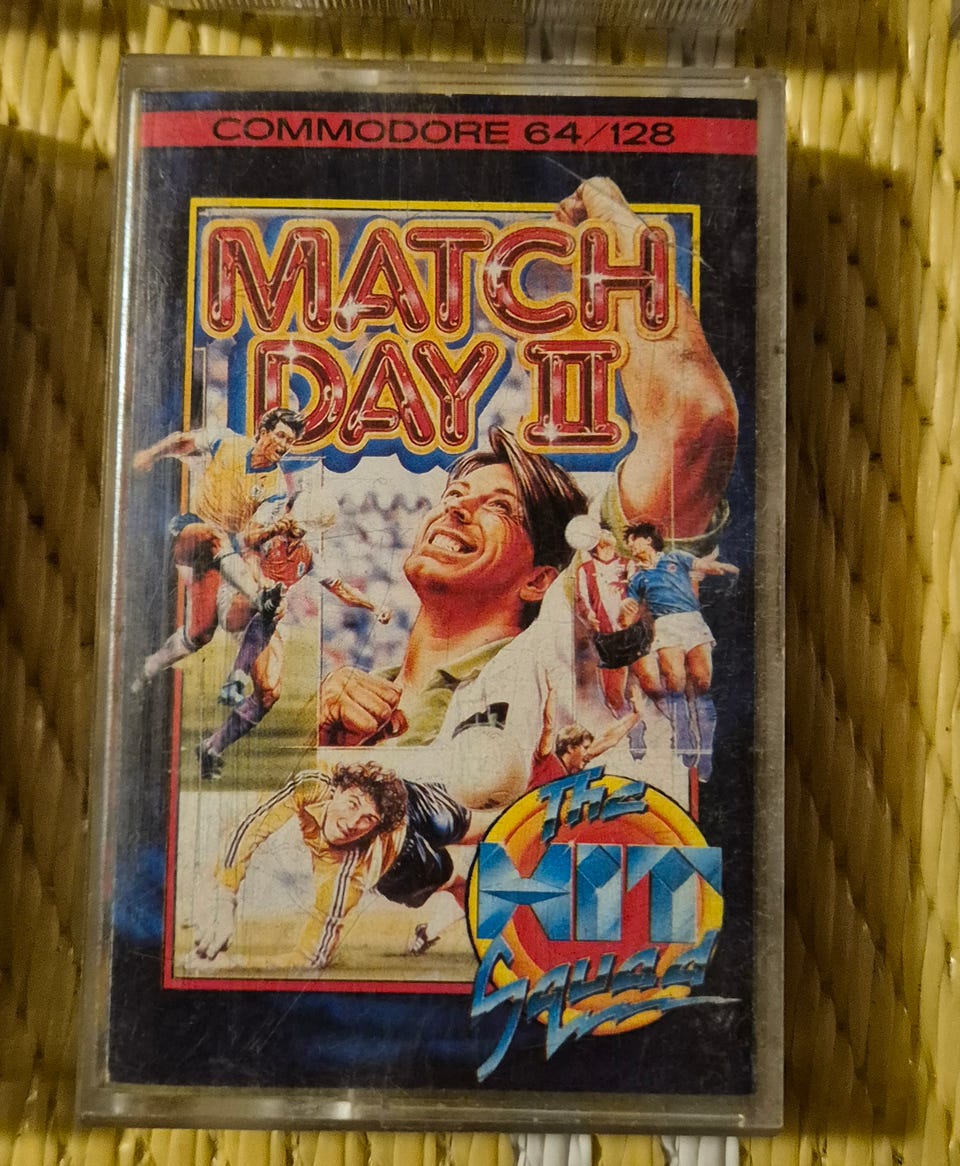 COMMODORE 64/128
MATCH
DAY II
The
HIT
Squad